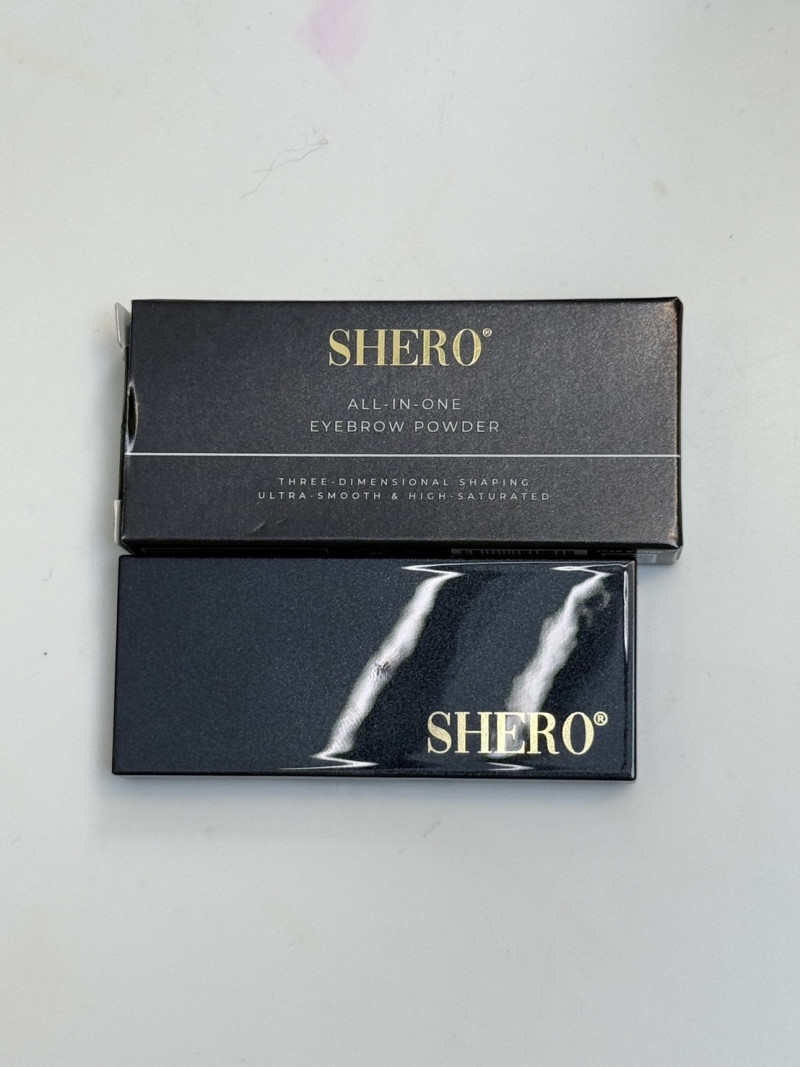 SHERO®
ALL-IN-ONE
EYEBROW POWDER
THREE-DIMENSIONAL SHAPING
ULTRA-SMOOTH & HIGH-SATURATED
SHERO®